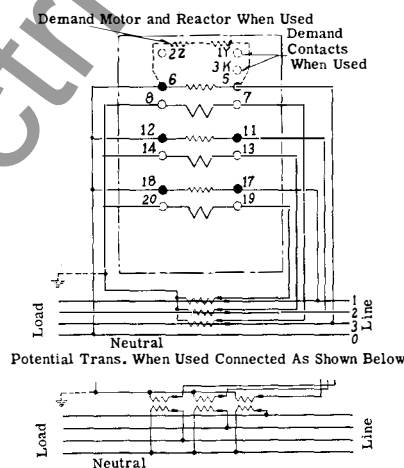 Demand Motor and Reactor When Used
Demand
Contacts
When Used
2Z 1Y
3K
6 5
8 7
12 11
14 13
18 17
20 19
1
2
3
0
Load
Line
Neutral
Potential Trans. When Used Connected As Shown Below
Load
Line
Neutral